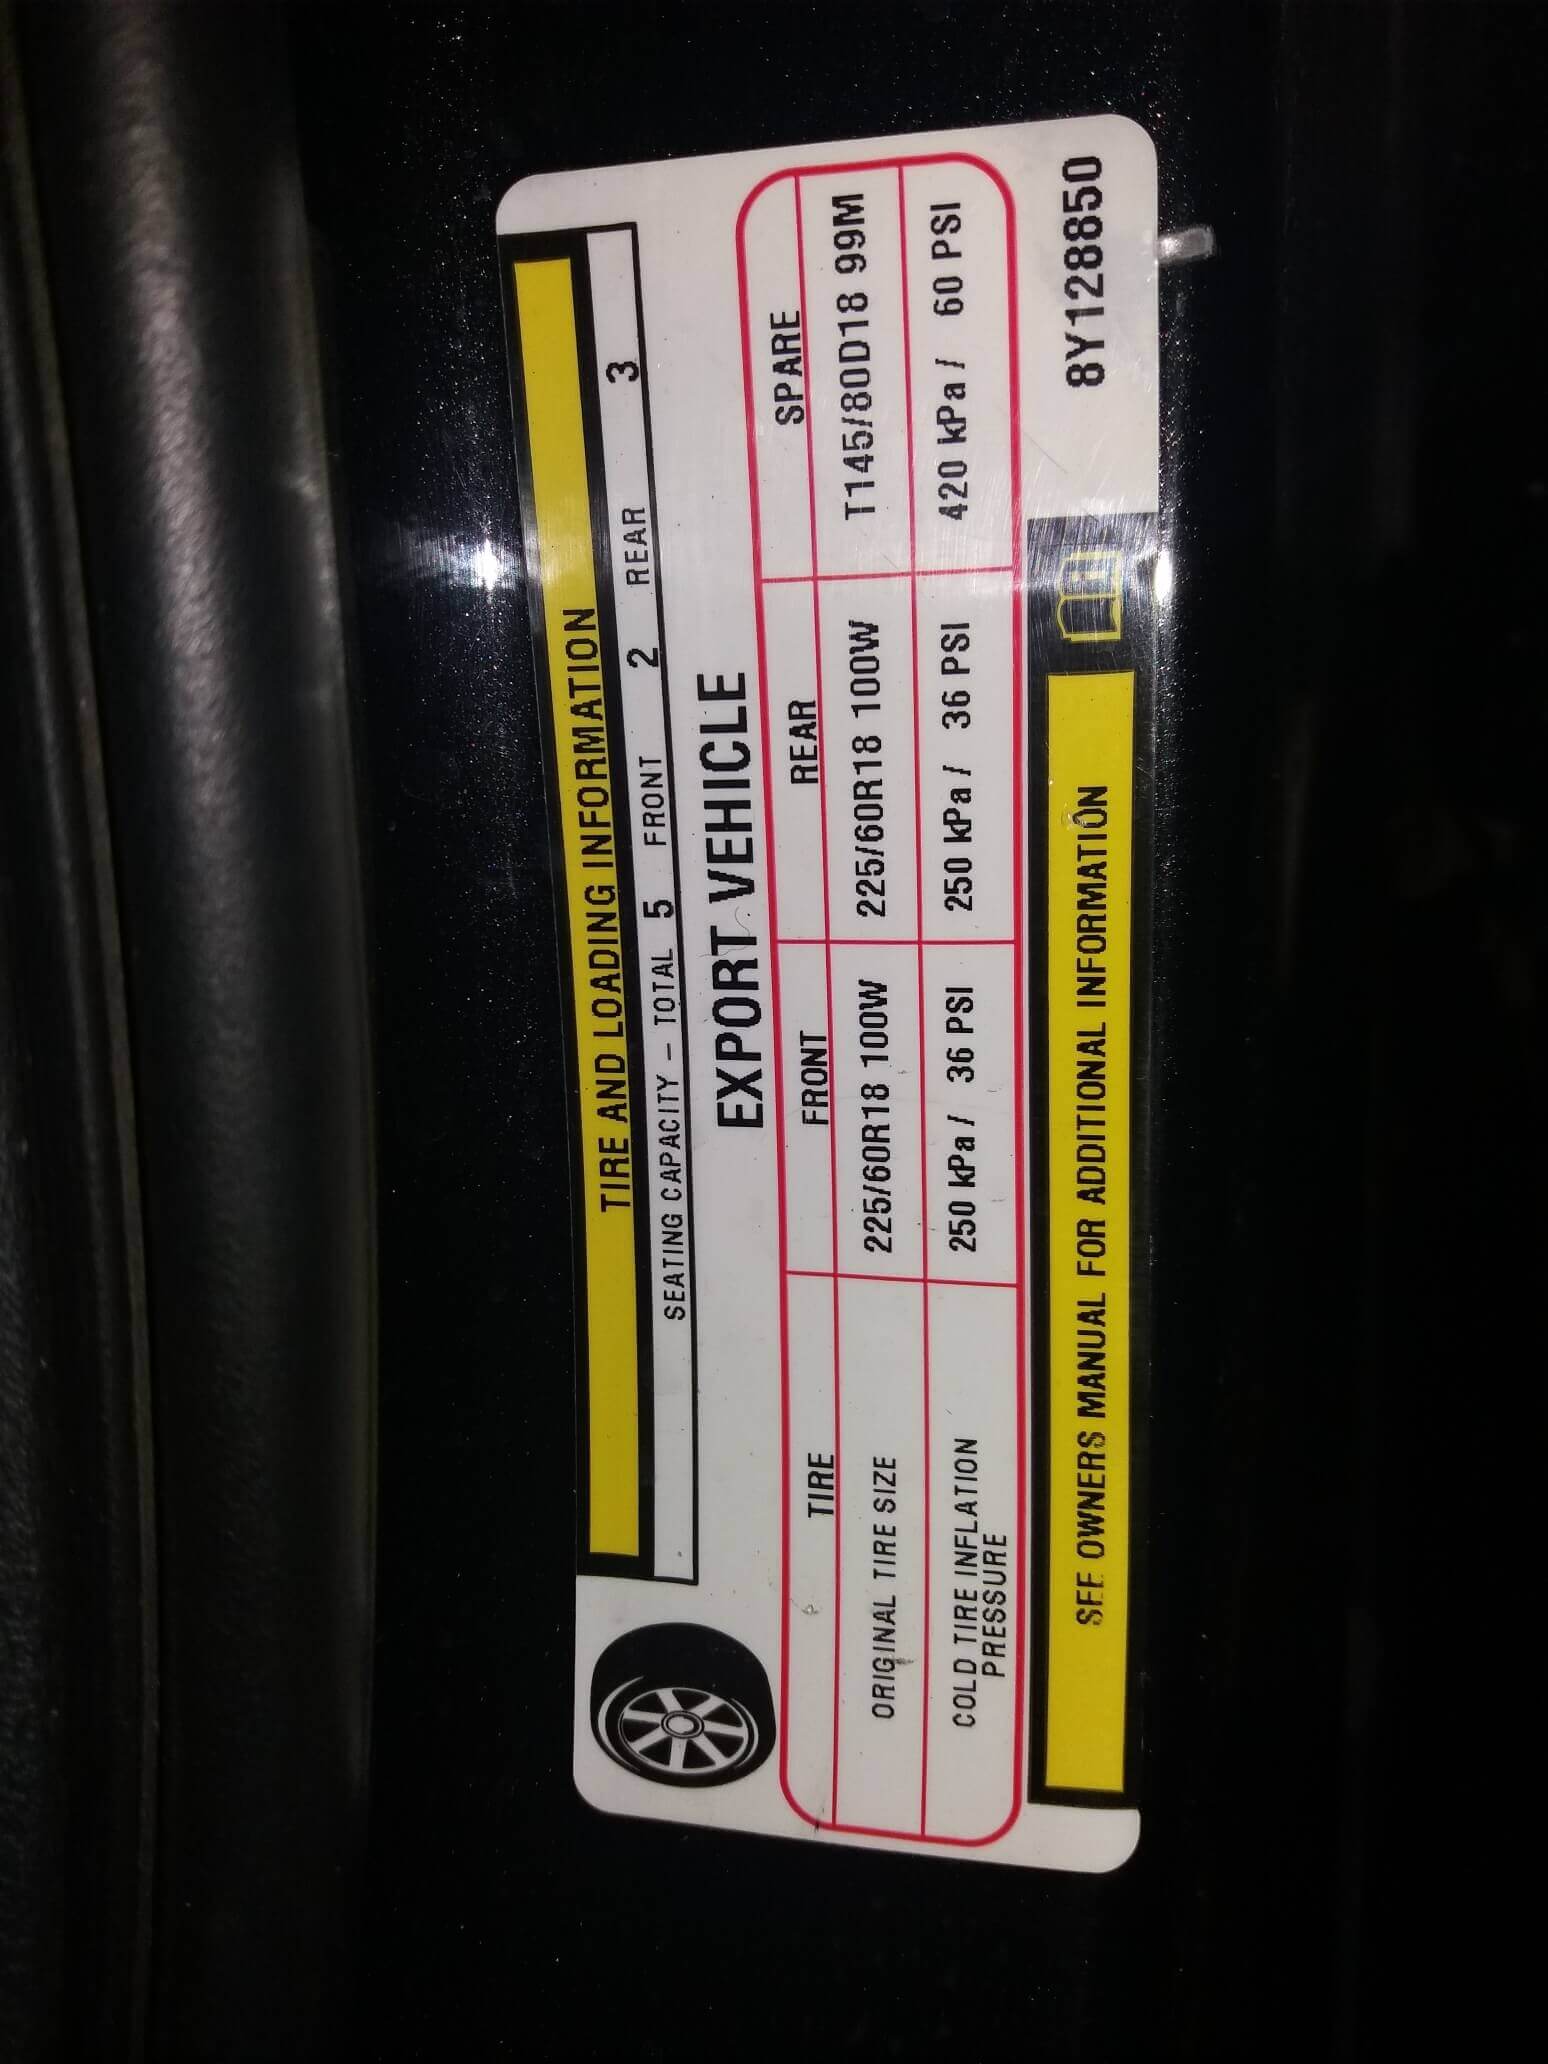 TIRE AND LOADING INFORMATION
SEATING CAPACITY – TOTAL 5 FRONT 2 REAR 3
EXPORT VEHICLE
TIRE FRONT REAR SPARE
ORIGINAL TIRE SIZE 225/60R18 100W 225/60R18 100W T145/80D18 99M
COLD TIRE INFLATION PRESSURE 250 kPa / 36 PSI 250 kPa / 36 PSI 420 kPa / 60 PSI
SEE OWNERS MANUAL FOR ADDITIONAL INFORMATION
8Y128850